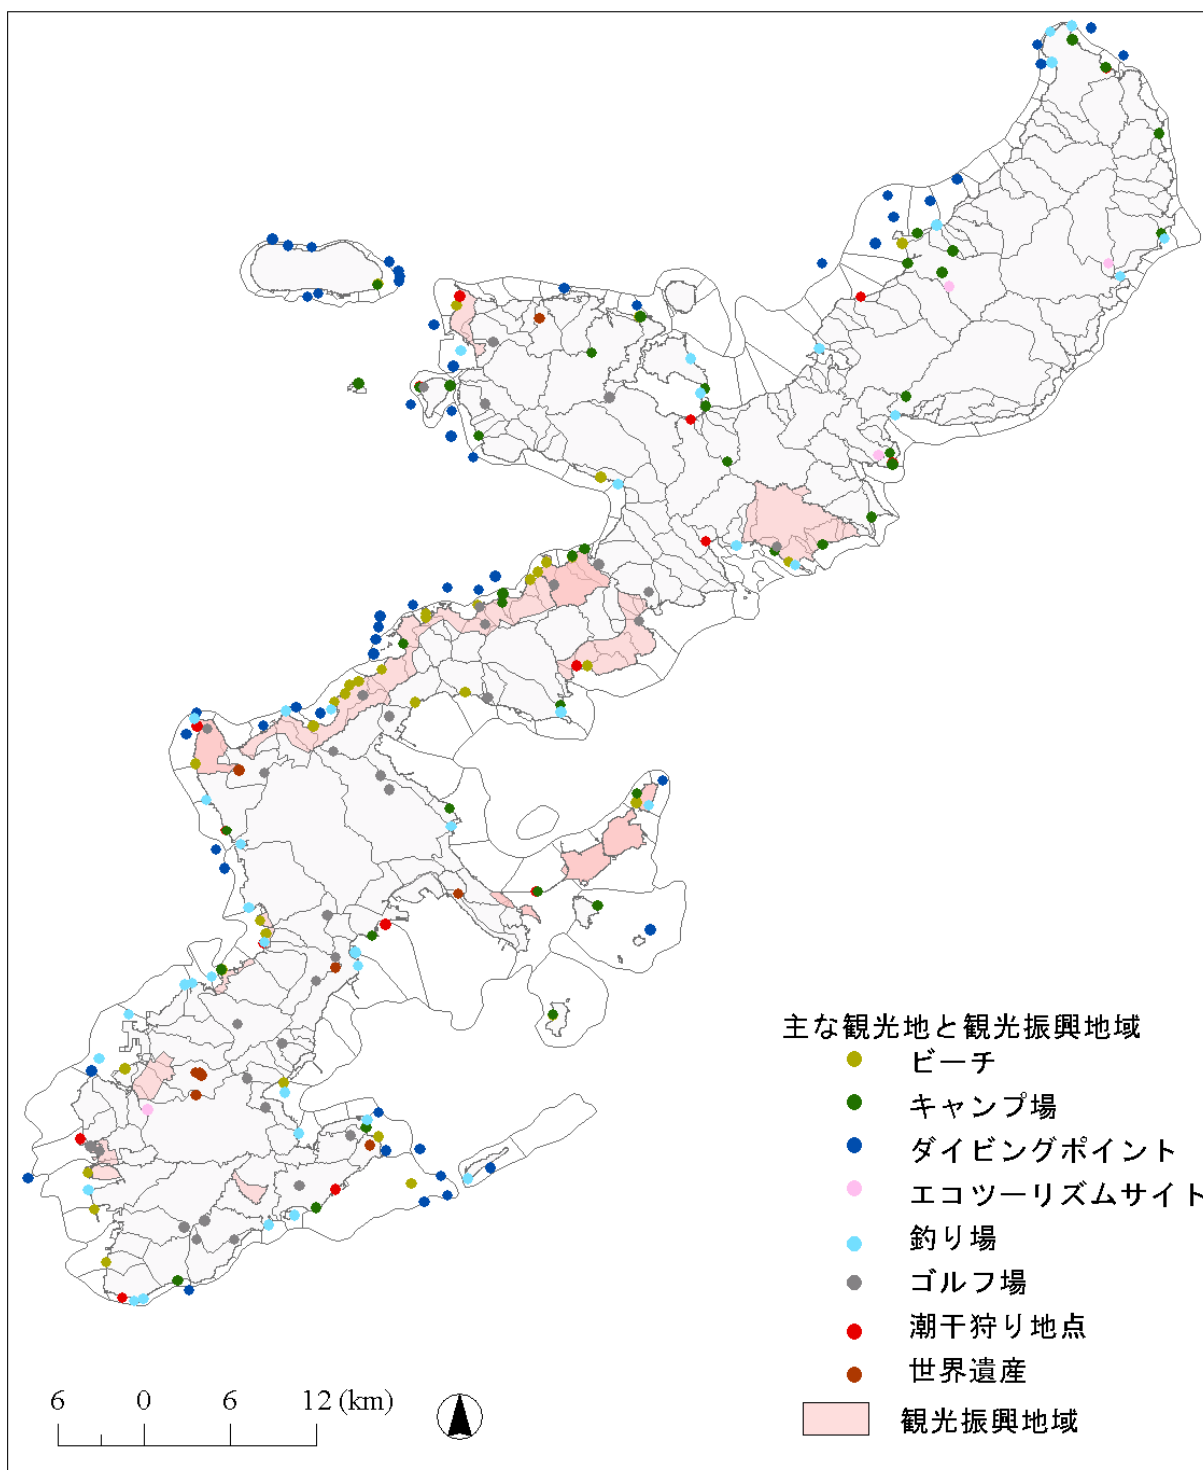 主な観光地と観光振興地域
ビーチ
キャンプ場
ダイビングポイント
エコツーリズムサイト
釣り場
ゴルフ場
潮干狩り地点
世界遺産
観光振興地域
6 0 6 12 (km)